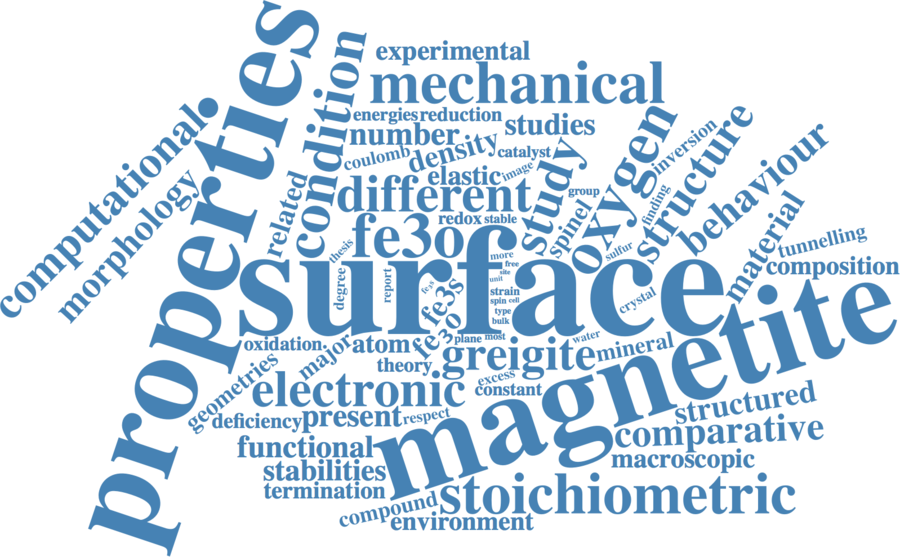 properties
computational
morphology
condition
related
experimental
mechanical
energies
reduction
number
studies
coulomb
density
catalyst
elastic
image
different
study
group
redox
stable
fe3o
spinel
oxygen
inversion
finding
structure
sulfur
behaviour
material
tunnelling
composition
surface
thesis
degree
report
fe3s
more
free
site
unit
strain
spin
cell
type
bulk
crystal
fe3o
plane
most
water
oxidation
major
atom
theory
greigite
mineral
excess
constant
geometries
electronic
magnetite
deficiency
present
respect
structured
comparative
functional
macroscopic
stabilities
termination
stoichiometric
compound
environment